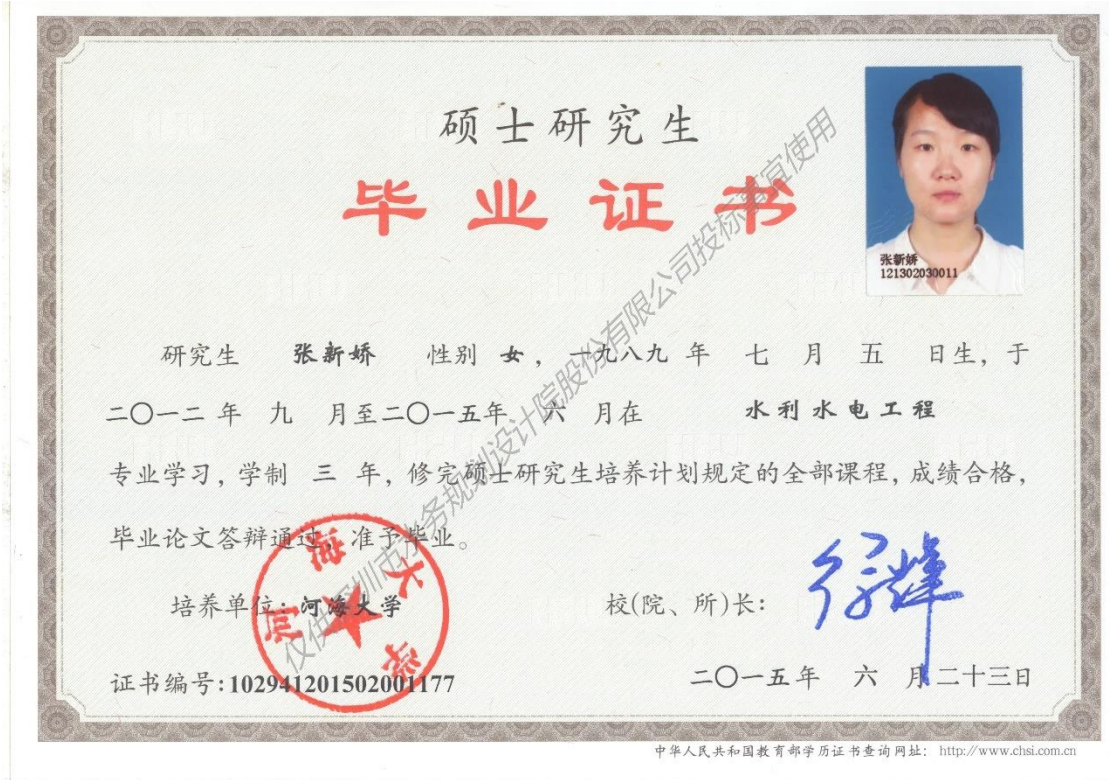 硕士研究生
毕业证书
张新娇
121302030011
研究生 张新娇 性别 女，一九八九 年 七 月 五 日生，于
二〇一二 年 九 月至二〇一五年 六 月在 水利水电工程
专业学习，学制 三 年，修完硕士研究生培养计划规定的全部课程，成绩合格，
毕业论文答辩通过，准予毕业。
培养单位：河海大学 校(院、所)长：
河海大学
证书编号：102941201502001177 二〇一五年 六 月二十三日
中华人民共和国教育部学历证书查询网址： http://www.chsi.com.cn
仅供深圳市水务规划设计院股份有限公司投标事宜使用